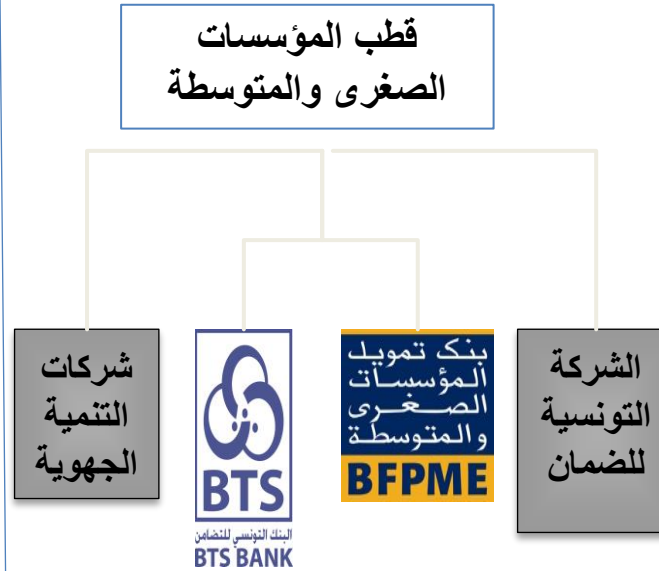 قطب المؤسسات
الصغرى والمتوسطة
الشركة
التونسية
للضمان
بنك تمويل
المؤسسات
الصغرى
والمتوسطة
BFPME
BTS
البنك التونسي للتضامن
BTS BANK
شركات
التنمية
الجهوية